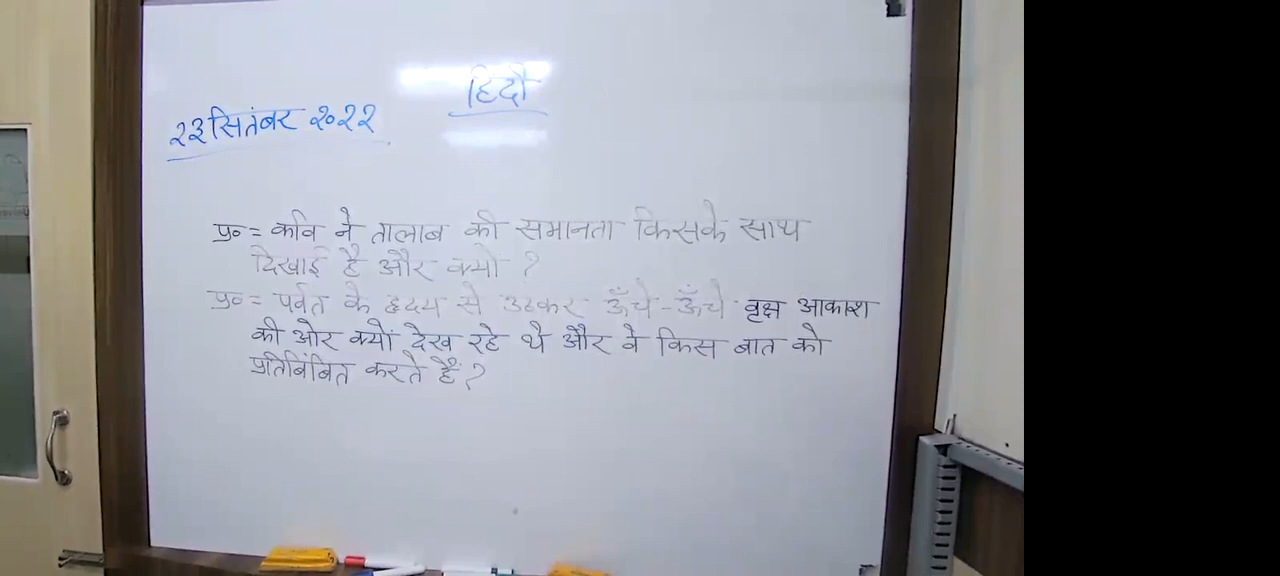 हिंदी
२३ सितंबर २०२२
प्र०= कवि ने तालाब की समानता किसके साथ
दिखाई है और क्यों ?
प्र०= पर्वत के हृदय से उठकर ऊँचे-ऊँचे वृक्ष आकाश
की ओर क्यों देख रहे थे और वे किस बात को
प्रतिबिंबित करते हैं?